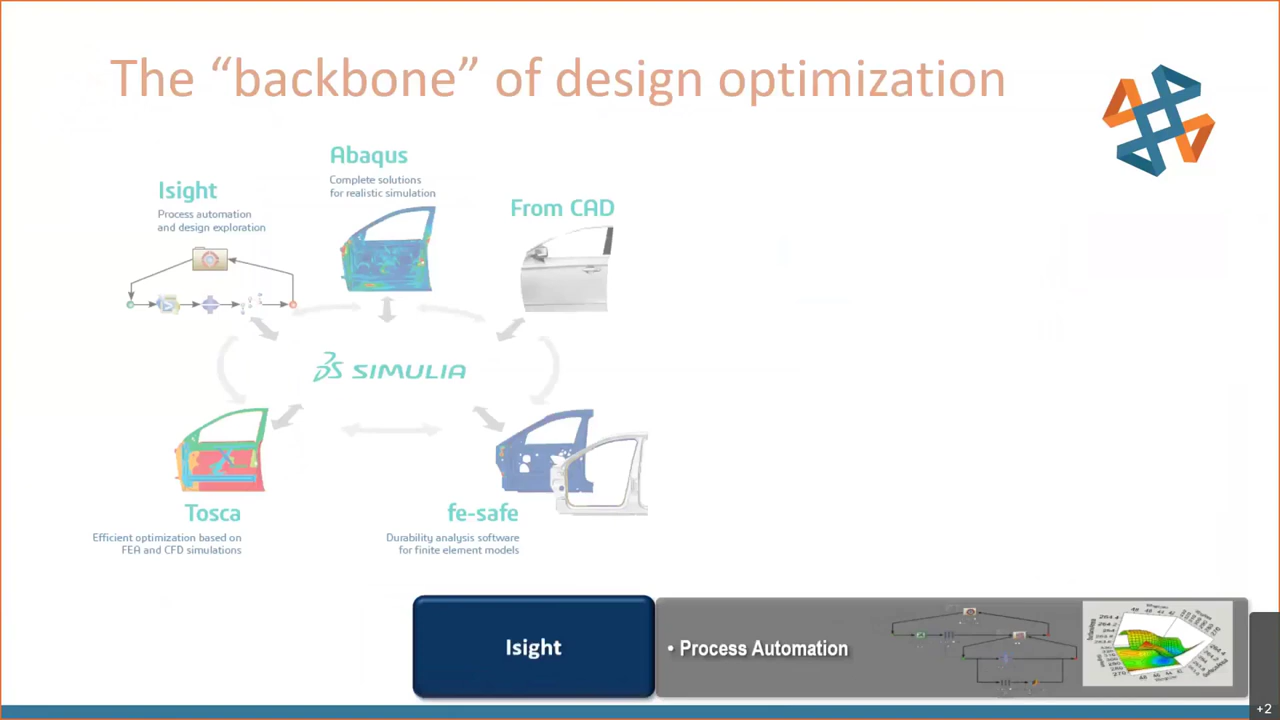 The “backbone” of design optimization
Abaqus
Complete solutions
for realistic simulation
Isight
Process automation
and design exploration
From CAD
SIMULIA
Tosca
Efficient optimization based on
FEA and CFD simulations
fe-safe
Durability analysis software
for finite element models
Isight
• Process Automation
+2